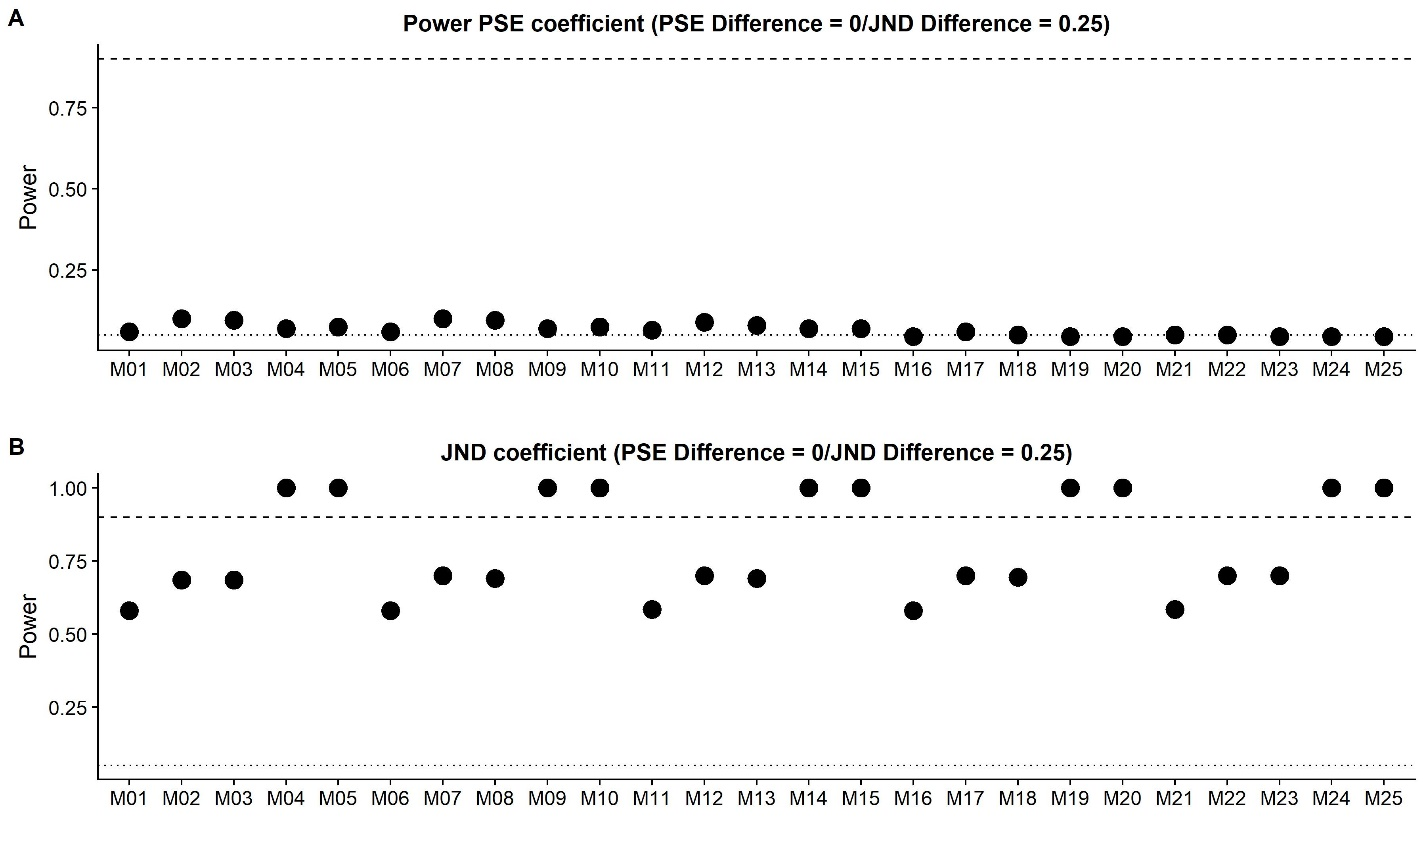 A
Power PSE coefficient (PSE Difference = 0/JND Difference = 0.25)
0.75
0.50
0.25
Power
M01 M02 M03 M04 M05 M06 M07 M08 M09 M10 M11 M12 M13 M14 M15 M16 M17 M18 M19 M20 M21 M22 M23 M24 M25
B
JND coefficient (PSE Difference = 0/JND Difference = 0.25)
1.00
0.75
0.50
0.25
Power
M01 M02 M03 M04 M05 M06 M07 M08 M09 M10 M11 M12 M13 M14 M15 M16 M17 M18 M19 M20 M21 M22 M23 M24 M25